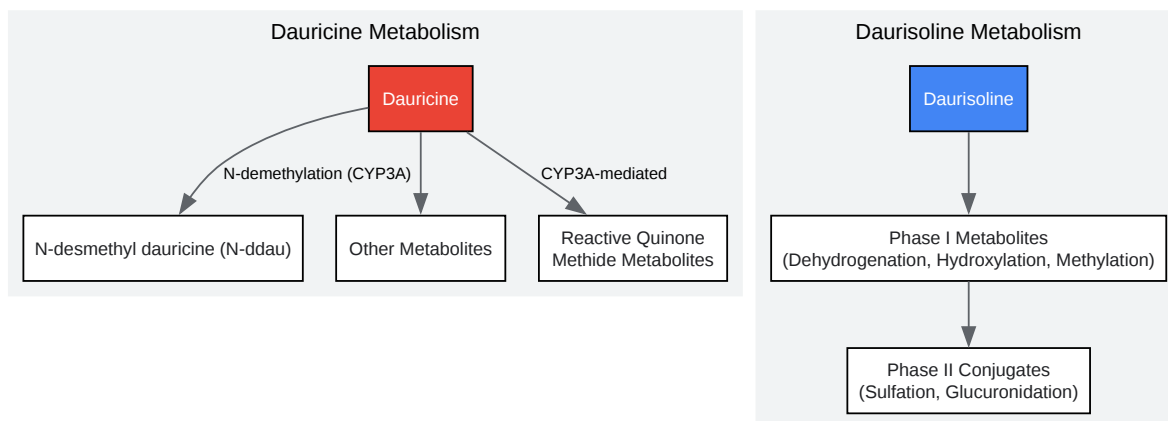 Dauricine Metabolism
Dauricine
N-demethylation (CYP3A)
CYP3A-mediated
N-desmethyl dauricine (N-ddau)
Other Metabolites
Reactive Quinone
Methide Metabolites
Daurisoline Metabolism
Daurisoline
Phase I Metabolites
(Dehydrogenation, Hydroxylation, Methylation)
Phase II Conjugates
(Sulfation, Glucuronidation)